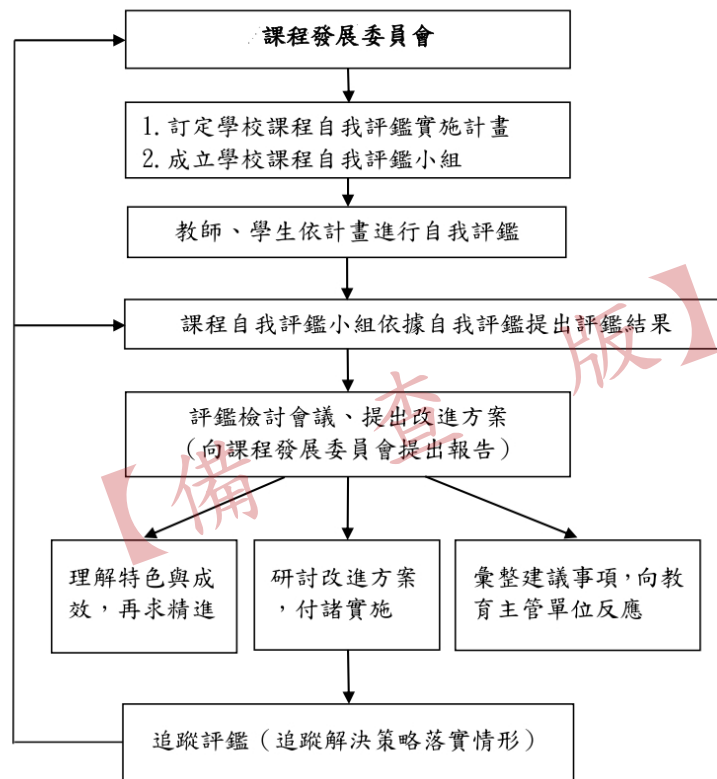 課程發展委員會
1. 訂定學校課程自我評鑑實施計畫
2. 成立學校課程自我評鑑小組
教師、學生依計畫進行自我評鑑
課程自我評鑑小組依據自我評鑑提出評鑑結果
評鑑檢討會議、提出改進方案
（向課程發展委員會提出報告）
理解特色與成
效，再求精進
研討改進方案
，付諸實施
彙整建議事項，向教
育主管單位反應
追蹤評鑑（追蹤解決策略落實情形）
【備查版】